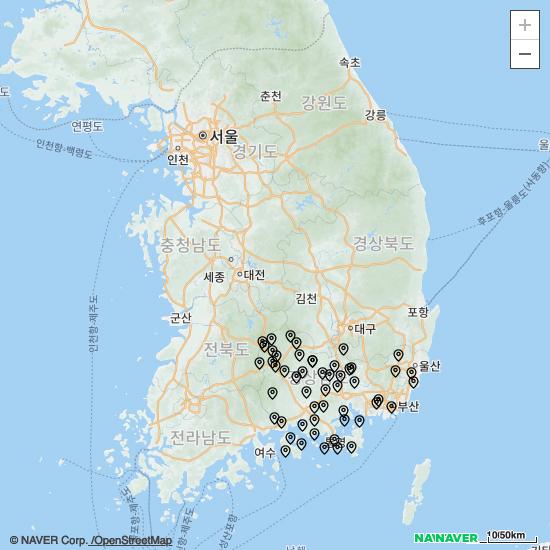 +
−
속초
춘천
강원도
강릉
도
연평도
서울
인천
경기도
인천항-백령도
울
후포항-울릉도(사동항)
충청남도
경상북도
세종
대전
김천
인천항-제주도
군산
포항
대구
전북도
울산
부산
전라남도
여수
© NAVER Corp. /OpenStreetMap
NAVER
10/50km